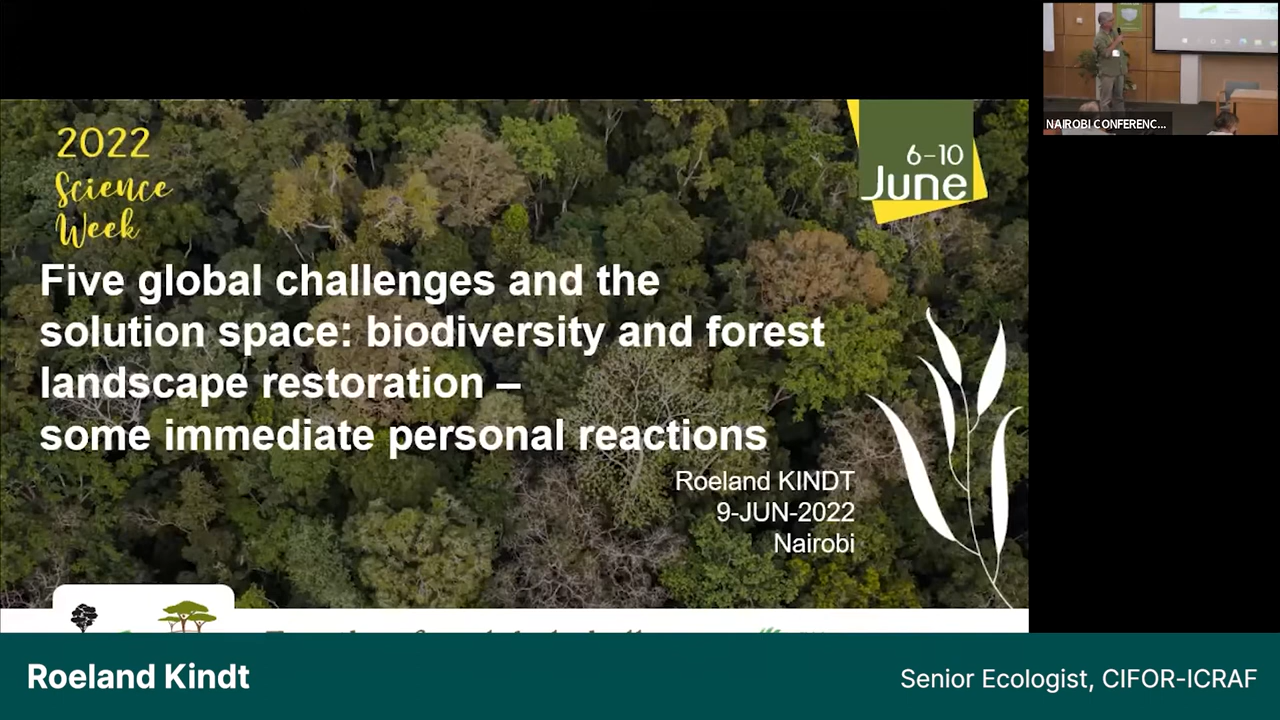 2022
Science
Week
6-10
June
NAIROBI CONFERENC...
Five global challenges and the
solution space: biodiversity and forest
landscape restoration –
some immediate personal reactions
Roeland KINDT
9-JUN-2022
Nairobi
Roeland Kindt
Senior Ecologist, CIFOR-ICRAF